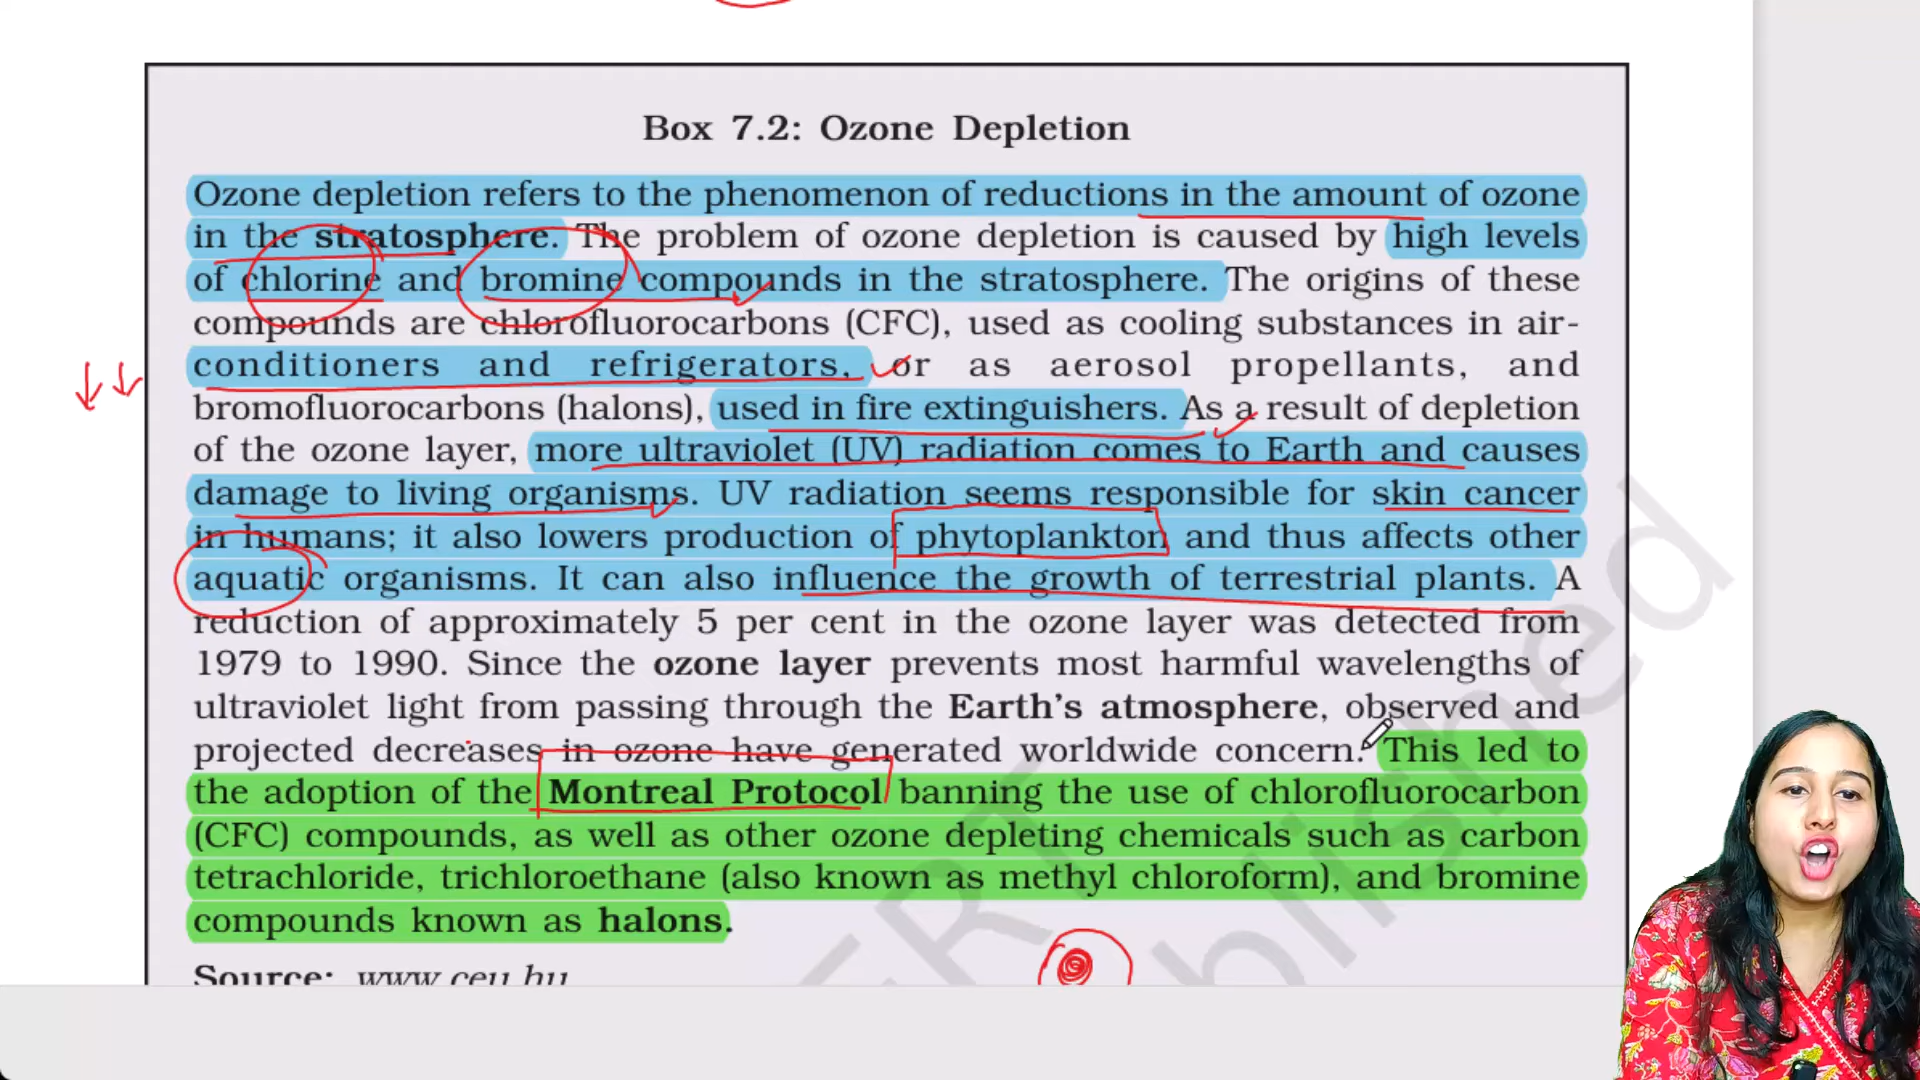 Box 7.2: Ozone Depletion
Ozone depletion refers to the phenomenon of reductions in the amount of ozone
in the stratosphere. The problem of ozone depletion is caused by high levels
of chlorine and bromine compounds in the stratosphere. The origins of these
compounds are chlorofluorocarbons (CFC), used as cooling substances in air-
conditioners and refrigerators, or as aerosol propellants, and
bromofluorocarbons (halons), used in fire extinguishers. As a result of depletion
of the ozone layer, more ultraviolet (UV) radiation comes to Earth and causes
damage to living organisms. UV radiation seems responsible for skin cancer
in humans; it also lowers production of phytoplankton and thus affects other
aquatic organisms. It can also influence the growth of terrestrial plants. A
reduction of approximately 5 per cent in the ozone layer was detected from
1979 to 1990. Since the ozone layer prevents most harmful wavelengths of
ultraviolet light from passing through the Earth's atmosphere, observed and
projected decreases in ozone have generated worldwide concern. This led to
the adoption of the Montreal Protocol banning the use of chlorofluorocarbon
(CFC) compounds, as well as other ozone depleting chemicals such as carbon
tetrachloride, trichloroethane (also known as methyl chloroform), and bromine
compounds known as halons.
Source: www.ceu.hu